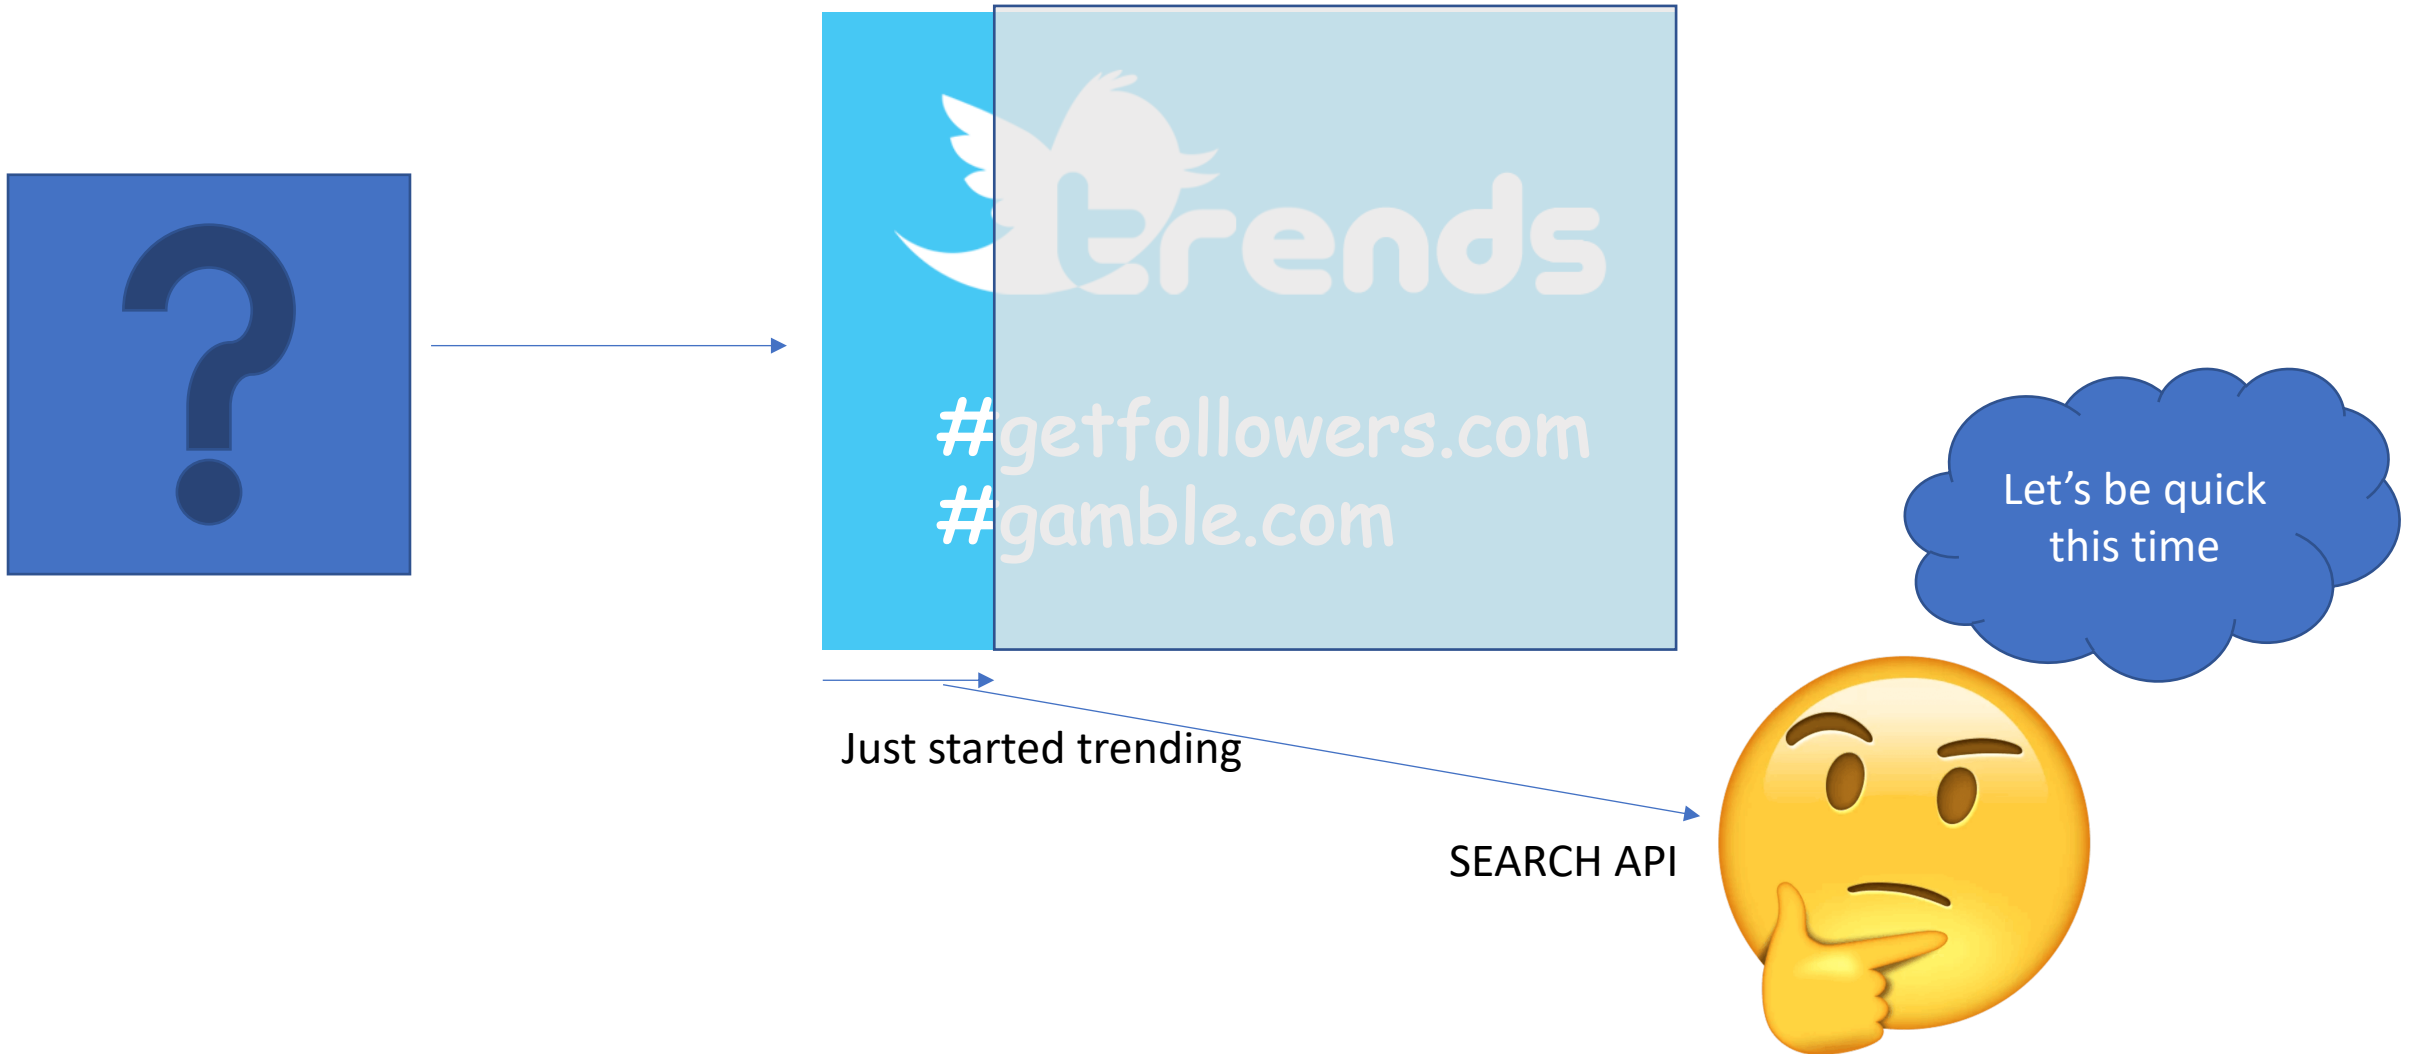 ?
trends
#getfollowers.com
#gamble.com
Let's be quick
this time
Just started trending
SEARCH API